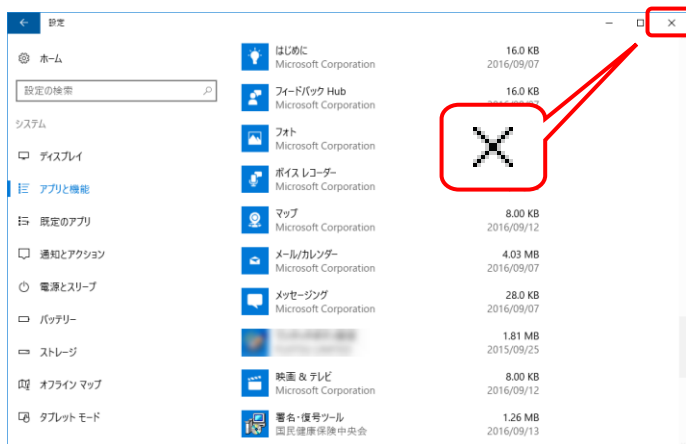 設定
ホーム
設定の検索
システム
ディスプレイ
アプリと機能
既定のアプリ
通知とアクション
電源とスリープ
バッテリー
ストレージ
オフライン マップ
タブレット モード
はじめに 16.0 KB
Microsoft Corporation 2016/09/07
フィードバック Hub 16.0 KB
Microsoft Corporation
フォト
Microsoft Corporation
ボイス レコーダー
Microsoft Corporation
マップ 8.00 KB
Microsoft Corporation 2016/09/12
メール/カレンダー 4.03 MB
Microsoft Corporation 2016/09/07
メッセージング 28.0 KB
Microsoft Corporation 2016/09/07
1.81 MB
2015/09/25
映画 & テレビ 8.00 KB
Microsoft Corporation 2016/09/12
署名・復号ツール 1.26 MB
国民健康保険中央会 2016/09/13